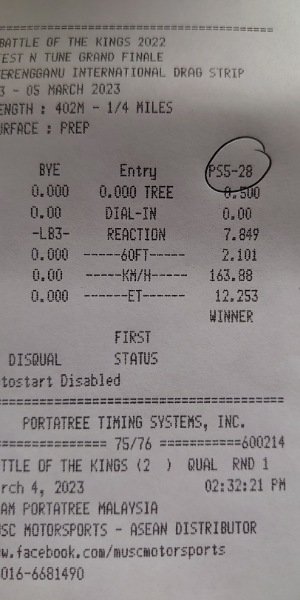 BATTLE OF THE KINGS 2022
TEST N TUNE GRAND FINALE
TERENGGANU INTERNATIONAL DRAG STRIP
3 - 05 MARCH 2023
LENGTH : 402M - 1/4 MILES
URFACE : PREP
BYE Entry PS5-28
0.000 0.000 TREE 0.500
0.00 DIAL-IN 0.00
-LB3- REACTION 7.849
0.000 -----60FT----- 2.101
0.00 -----KM/H----- 163.88
0.000 ------ET------ 12.253
WINNER
FIRST
DISQUAL STATUS
tostart Disabled
PORTATREE TIMING SYSTEMS, INC.
=============== 75/76 ===========600214
TTLE OF THE KINGS (2 ) QUAL RND 1
rch 4, 2023 02:32:21 PM
AM PORTATREE MALAYSIA
USC MOTORSPORTS - ASEAN DISTRIBUTOR
w.facebook.com/muscmotorsports
016-6681490